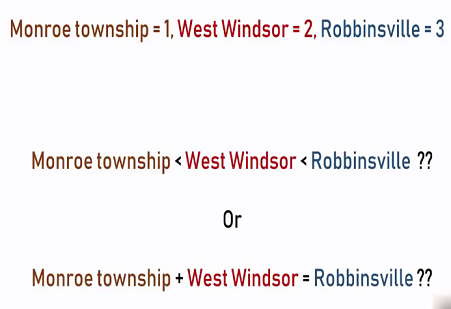 Monroe township = 1, West Windsor = 2, Robbinsville = 3
Monroe township < West Windsor < Robbinsville ??
Or
Monroe township + West Windsor = Robbinsville ??